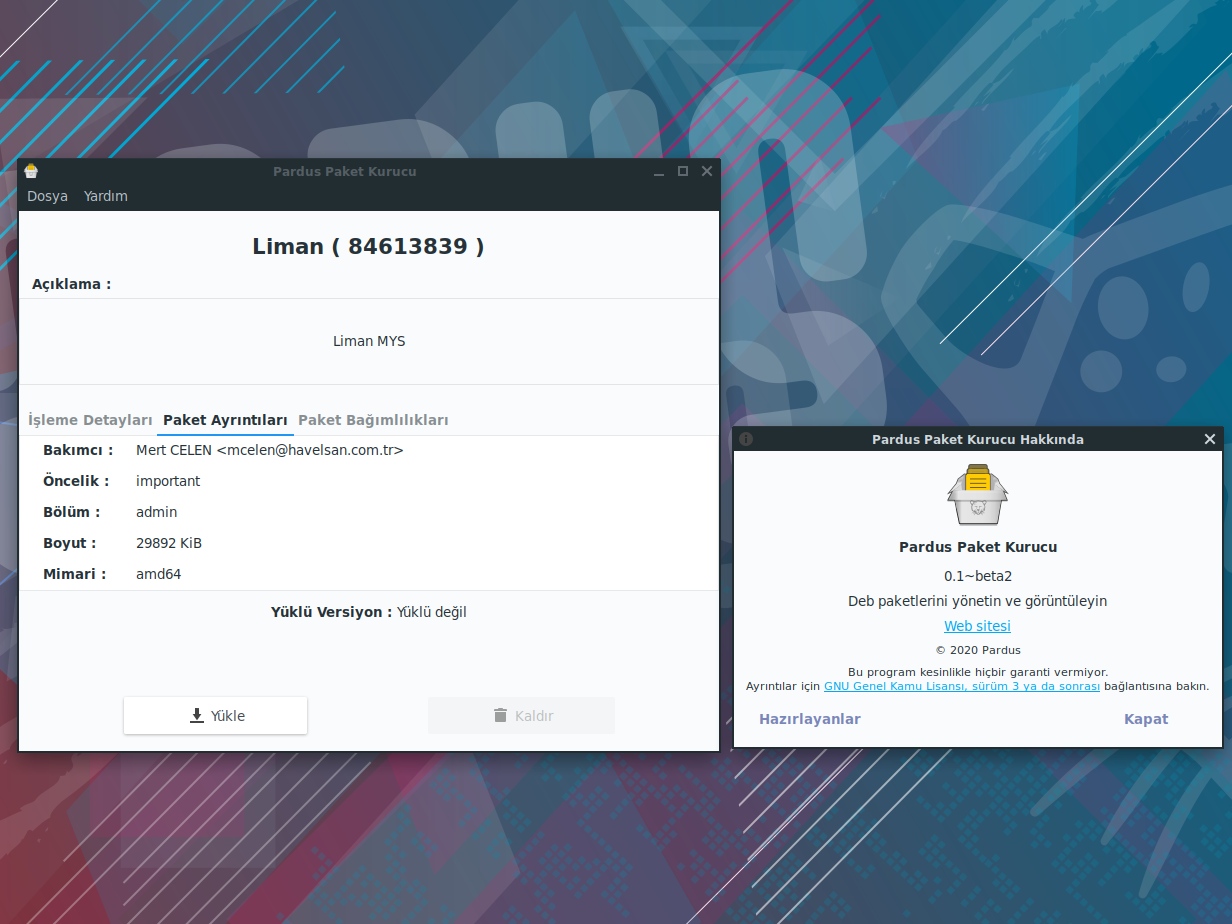 Pardus Paket Kurucu
Dosya Yardım
Liman ( 84613839 )
Açıklama :
Liman MYS
İşleme Detayları Paket Ayrıntıları Paket Bağımlılıkları
Bakımcı : Mert CELEN <mcelen@havelsan.com.tr>
Öncelik : important
Bölüm : admin
Boyut : 29892 KiB
Mimari : amd64
Yüklü Versiyon : Yüklü değil
Yükle Kaldır
Pardus Paket Kurucu Hakkında
Pardus Paket Kurucu
0.1~beta2
Deb paketlerini yönetin ve görüntüleyin
Web sitesi
© 2020 Pardus
Bu program kesinlikle hiçbir garanti vermiyor.
Ayrıntılar için GNU Genel Kamu Lisansı, sürüm 3 ya da sonrası bağlantısına bakın.
Hazırlayanlar Kapat